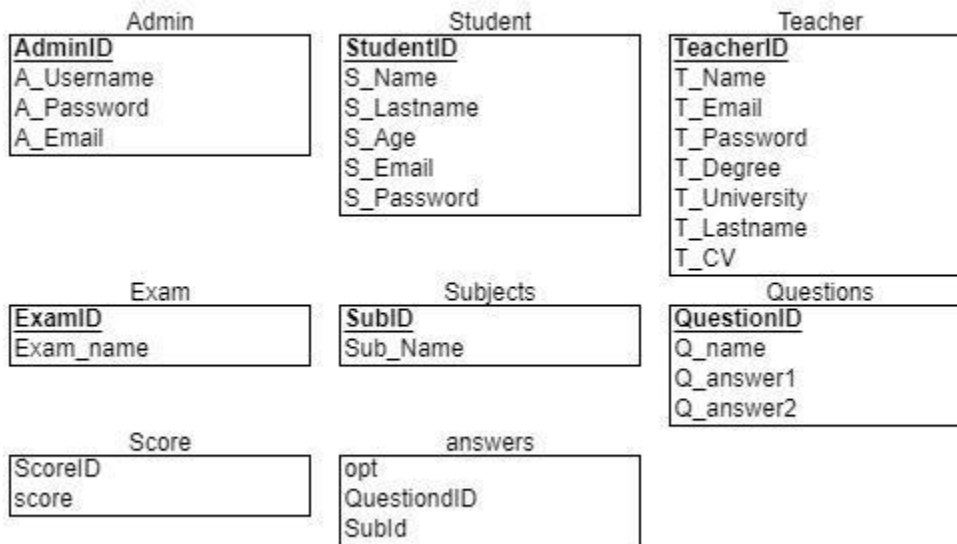 Admin
AdminID
A_Username
A_Password
A_Email
Student
StudentID
S_Name
S_Lastname
S_Age
S_Email
S_Password
Teacher
TeacherID
T_Name
T_Email
T_Password
T_Degree
T_University
T_Lastname
T_CV
Exam
ExamID
Exam_name
Subjects
SubID
Sub_Name
Questions
QuestionID
Q_name
Q_answer1
Q_answer2
Score
ScoreID
score
answers
opt
QuestiondID
SubId